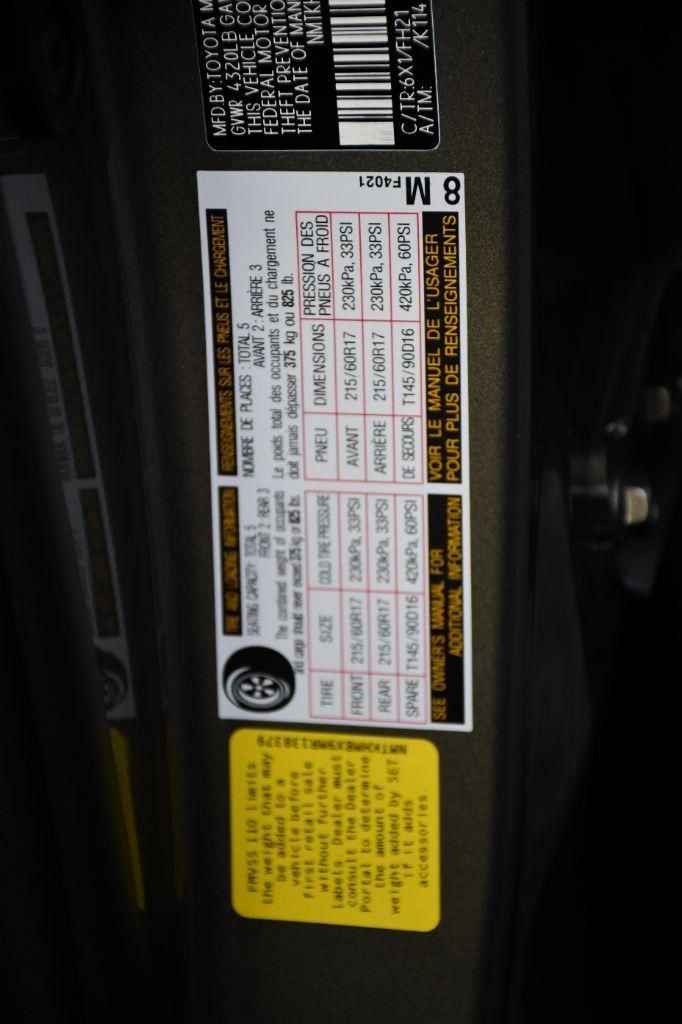 MFD.BY:TOYOTA M
GVWR 4320LB GA
THIS VEHICLE CO
FEDERAL MOTOR
THEFT PREVENTIO
THE DATE OF MAN
NMTKH
C/TR:6X1/FH21
/K114
A/TM:
TIRE AND LOADING INFORMATION
SEATING CAPACITY TOTAL 5
FRONT 2 REAR 3
The combined weight of occupants
and cargo should never exceed 375 kg or 825 lbs.
TIRE SIZE COLD TIRE PRESSURE
FRONT 215/60R17 230kPa, 33PSI
REAR 215/60R17 230kPa, 33PSI
SPARE T145/90D16 420kPa, 60PSI
SEE OWNER'S MANUAL FOR
ADDITIONAL INFORMATION
RENSEIGNEMENTS SUR LES PNEUS ET LE CHARGEMENT
NOMBRE DE PLACES : TOTAL 5
AVANT 2 : ARRIÈRE 3
Le poids total des occupants et du chargement ne
doit jamais dépasser 375 kg ou 825 lb.
PNEU DIMENSIONS PRESSION DES PNEUS À FROID
AVANT 215/60R17 230kPa, 33PSI
ARRIÈRE 215/60R17 230kPa, 33PSI
DE SECOURS T145/90D16 420kPa, 60PSI
VOIR LE MANUEL DE L'USAGER
POUR PLUS DE RENSEIGNEMENTS
F4021
8 M
FMVSS 110 limits
the weight that may
be added to a
vehicle before
first retail sale
without further
labels. Dealer must
consult the Dealer
Portal to determine
the amount of
weight added by SET
if it adds
accessories.